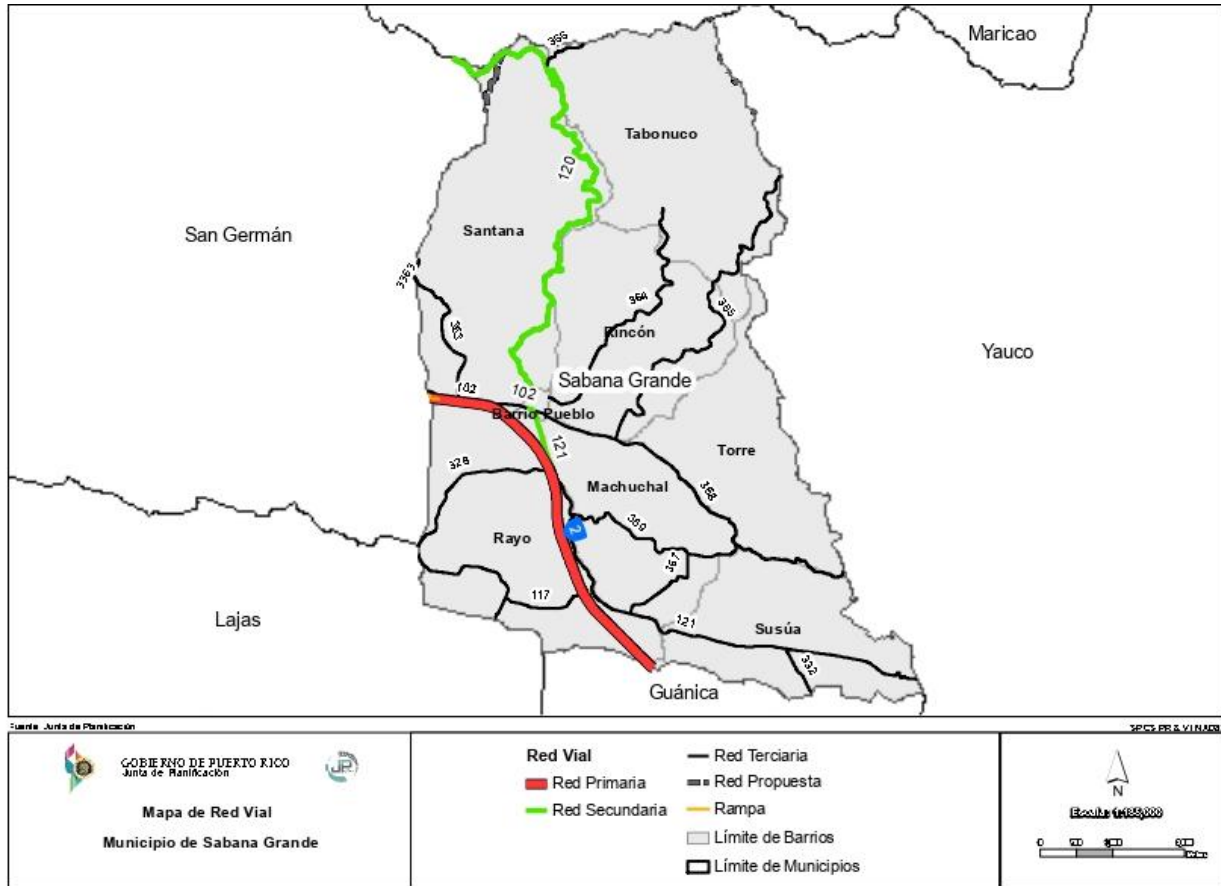 Maricao
366
Tabonuco
120
San Germán
Santana
3363
364
365
363
Rincón
Yauco
Sabana Grande
102
102
Barrio Pueblo
121
Torre
328
Machuchal
368
Rayo
2
369
367
117
Lajas
121
Susúa
332
Guánica
Fuente: Junta de Planificación
GOBIERNO DE PUERTO RICO
Junta de Planificación
JP
Mapa de Red Vial
Municipio de Sabana Grande
Red Vial
Red Primaria
Red Secundaria
Red Terciaria
Red Propuesta
Rampa
Límite de Barrios
Límite de Municipios
N